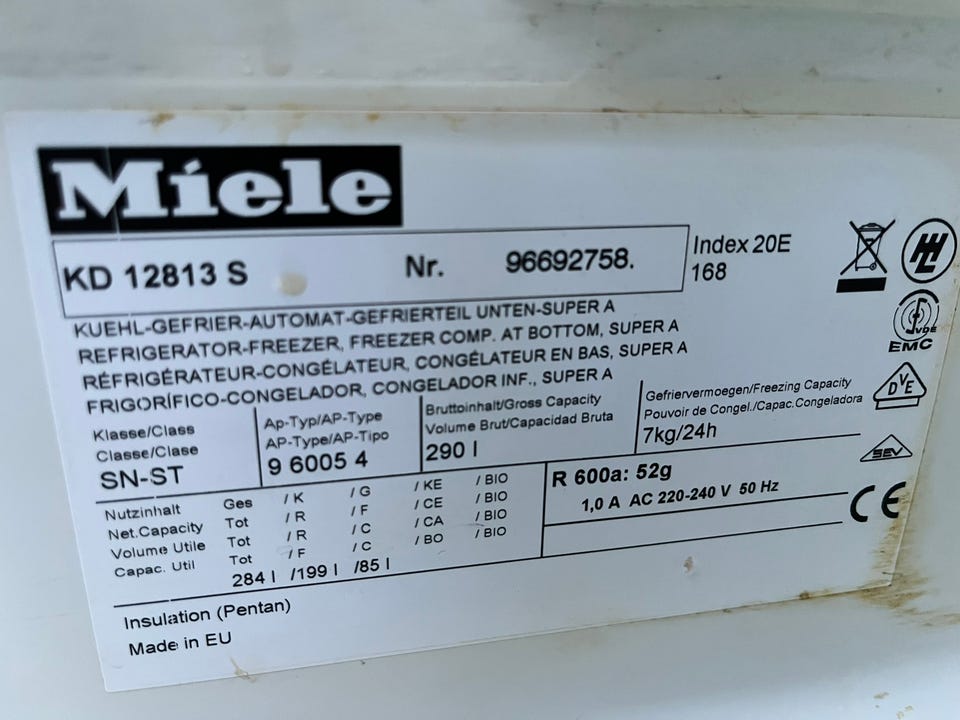 Miele
KD 12813 S Nr. 96692758. Index 20E
168
KUEHL-GEFRIER-AUTOMAT-GEFRIERTEIL UNTEN-SUPER A
REFRIGERATOR-FREEZER, FREEZER COMP. AT BOTTOM, SUPER A
RÉFRIGÉRATEUR-CONGÉLATEUR, CONGÉLATEUR EN BAS, SUPER A
FRIGORÍFICO-CONGELADOR, CONGELADOR INF., SUPER A
Klasse/Class
Classe/Clase
SN-ST
Ap-Typ/AP-Type
AP-Type/AP-Tipo
9 6005 4
Bruttoinhalt/Gross Capacity
Volume Brut/Capacidad Bruta
290 l
Gefriervermoegen/Freezing Capacity
Pouvoir de Congel./Capac.Congeladora
7kg/24h
Nutzinhalt Ges / K / G / KE / BIO
Net.Capacity Tot / R / F / CE / BIO
Volume Utile Tot / R / C / CA / BIO
Capac. Util Tot / F / C / BO / BIO
284 l /199 l /85 l
R 600a: 52g
1,0 A AC 220-240 V 50 Hz
VDE
EMC
DVE
SEV
CE
Insulation (Pentan)
Made in EU